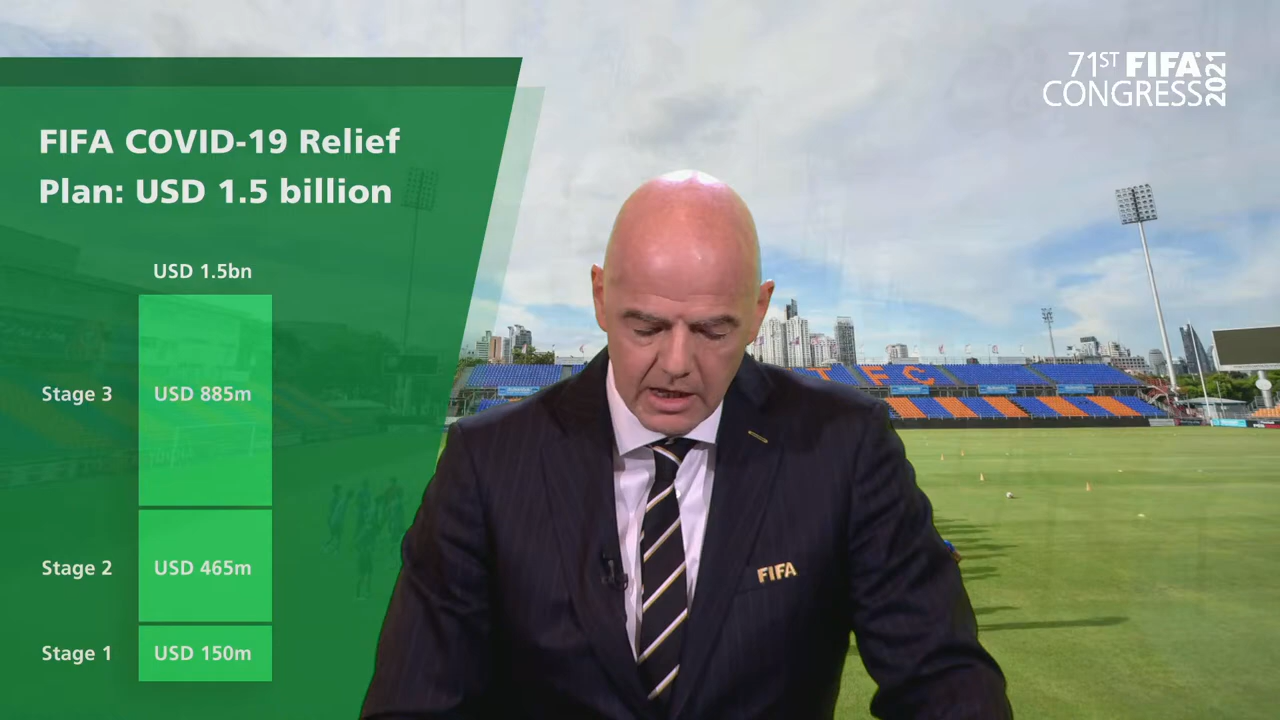 71ST FIFA
CONGRESS 2021
FIFA COVID-19 Relief
Plan: USD 1.5 billion
USD 1.5bn
Stage 3 USD 885m
Stage 2 USD 465m
Stage 1 USD 150m
T FC
FIFA